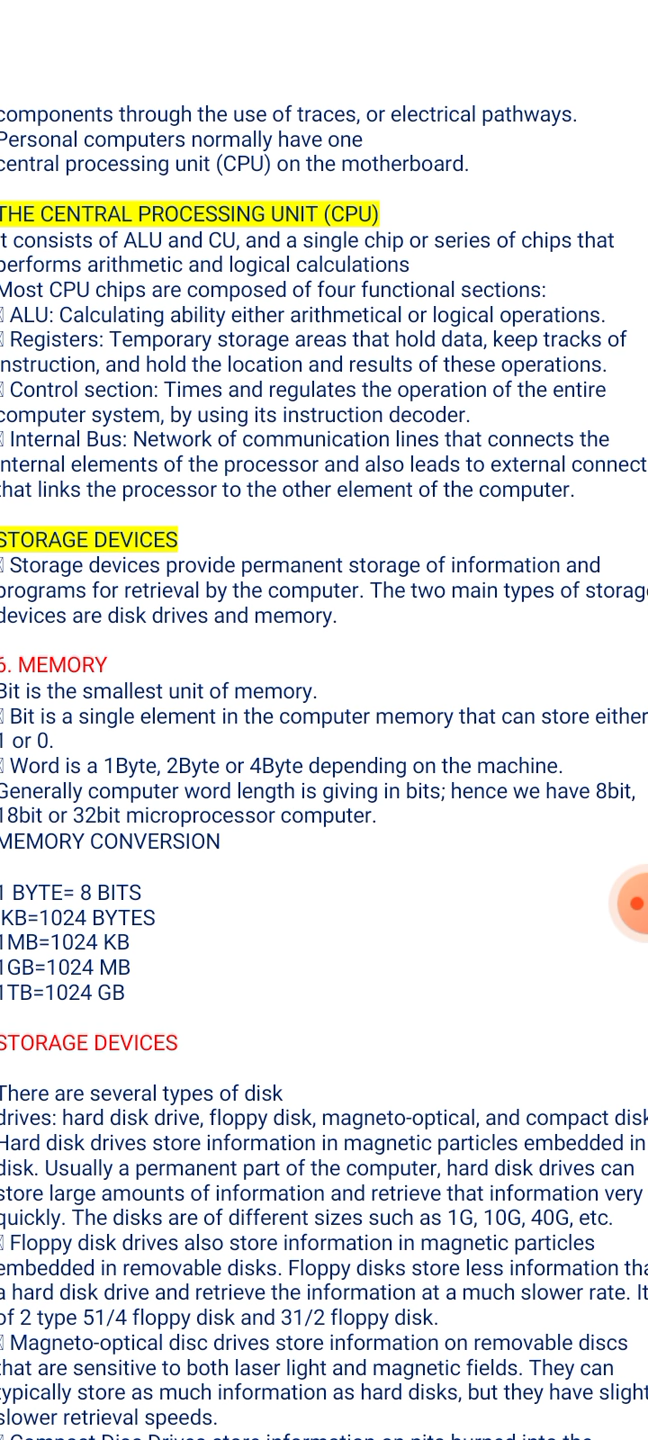 components through the use of traces, or electrical pathways.
Personal computers normally have one
central processing unit (CPU) on the motherboard.
THE CENTRAL PROCESSING UNIT (CPU)
t consists of ALU and CU, and a single chip or series of chips that
performs arithmetic and logical calculations
Most CPU chips are composed of four functional sections:
ALU: Calculating ability either arithmetical or logical operations.
Registers: Temporary storage areas that hold data, keep tracks of
nstruction, and hold the location and results of these operations.
Control section: Times and regulates the operation of the entire
computer system, by using its instruction decoder.
Internal Bus: Network of communication lines that connects the
nternal elements of the processor and also leads to external connect
that links the processor to the other element of the computer.
STORAGE DEVICES
Storage devices provide permanent storage of information and
programs for retrieval by the computer. The two main types of storag
devices are disk drives and memory.
6. MEMORY
Bit is the smallest unit of memory.
Bit is a single element in the computer memory that can store either
1 or 0.
Word is a 1Byte, 2Byte or 4Byte depending on the machine.
Generally computer word length is giving in bits; hence we have 8bit,
18bit or 32bit microprocessor computer.
MEMORY CONVERSION
1 BYTE= 8 BITS
KB=1024 BYTES
1MB=1024 KB
1GB=1024 MB
1TB=1024 GB
STORAGE DEVICES
There are several types of disk
drives: hard disk drive, floppy disk, magneto-optical, and compact disk
Hard disk drives store information in magnetic particles embedded in
disk. Usually a permanent part of the computer, hard disk drives can
store large amounts of information and retrieve that information very
quickly. The disks are of different sizes such as 1G, 10G, 40G, etc.
Floppy disk drives also store information in magnetic particles
embedded in removable disks. Floppy disks store less information tha
a hard disk drive and retrieve the information at a much slower rate. It
of 2 type 51/4 floppy disk and 31/2 floppy disk.
Magneto-optical disc drives store information on removable discs
that are sensitive to both laser light and magnetic fields. They can
typically store as much information as hard disks, but they have slight
slower retrieval speeds.
Compact Disc Drives store information on pits burned into the